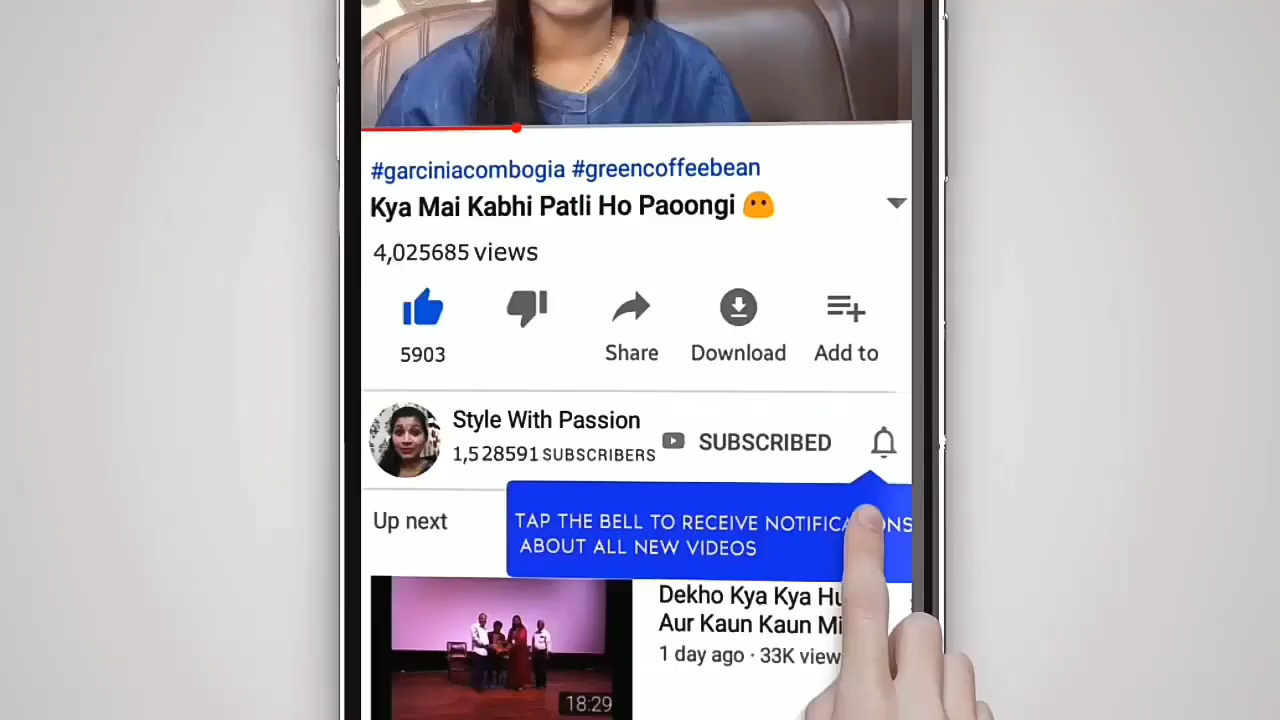 #garciniacombogia #greencoffeebean
Kya Mai Kabhi Patli Ho Paoongi
4,025685 views
5903
Share
Download
Add to
Style With Passion
1,528591 SUBSCRIBERS
SUBSCRIBED
Up next
TAP THE BELL TO RECEIVE
ABOUT ALL NEW VIDEOS
Dekho Kya Kya
Aur Kaun Kaun
1 day ago · 33K
18:29